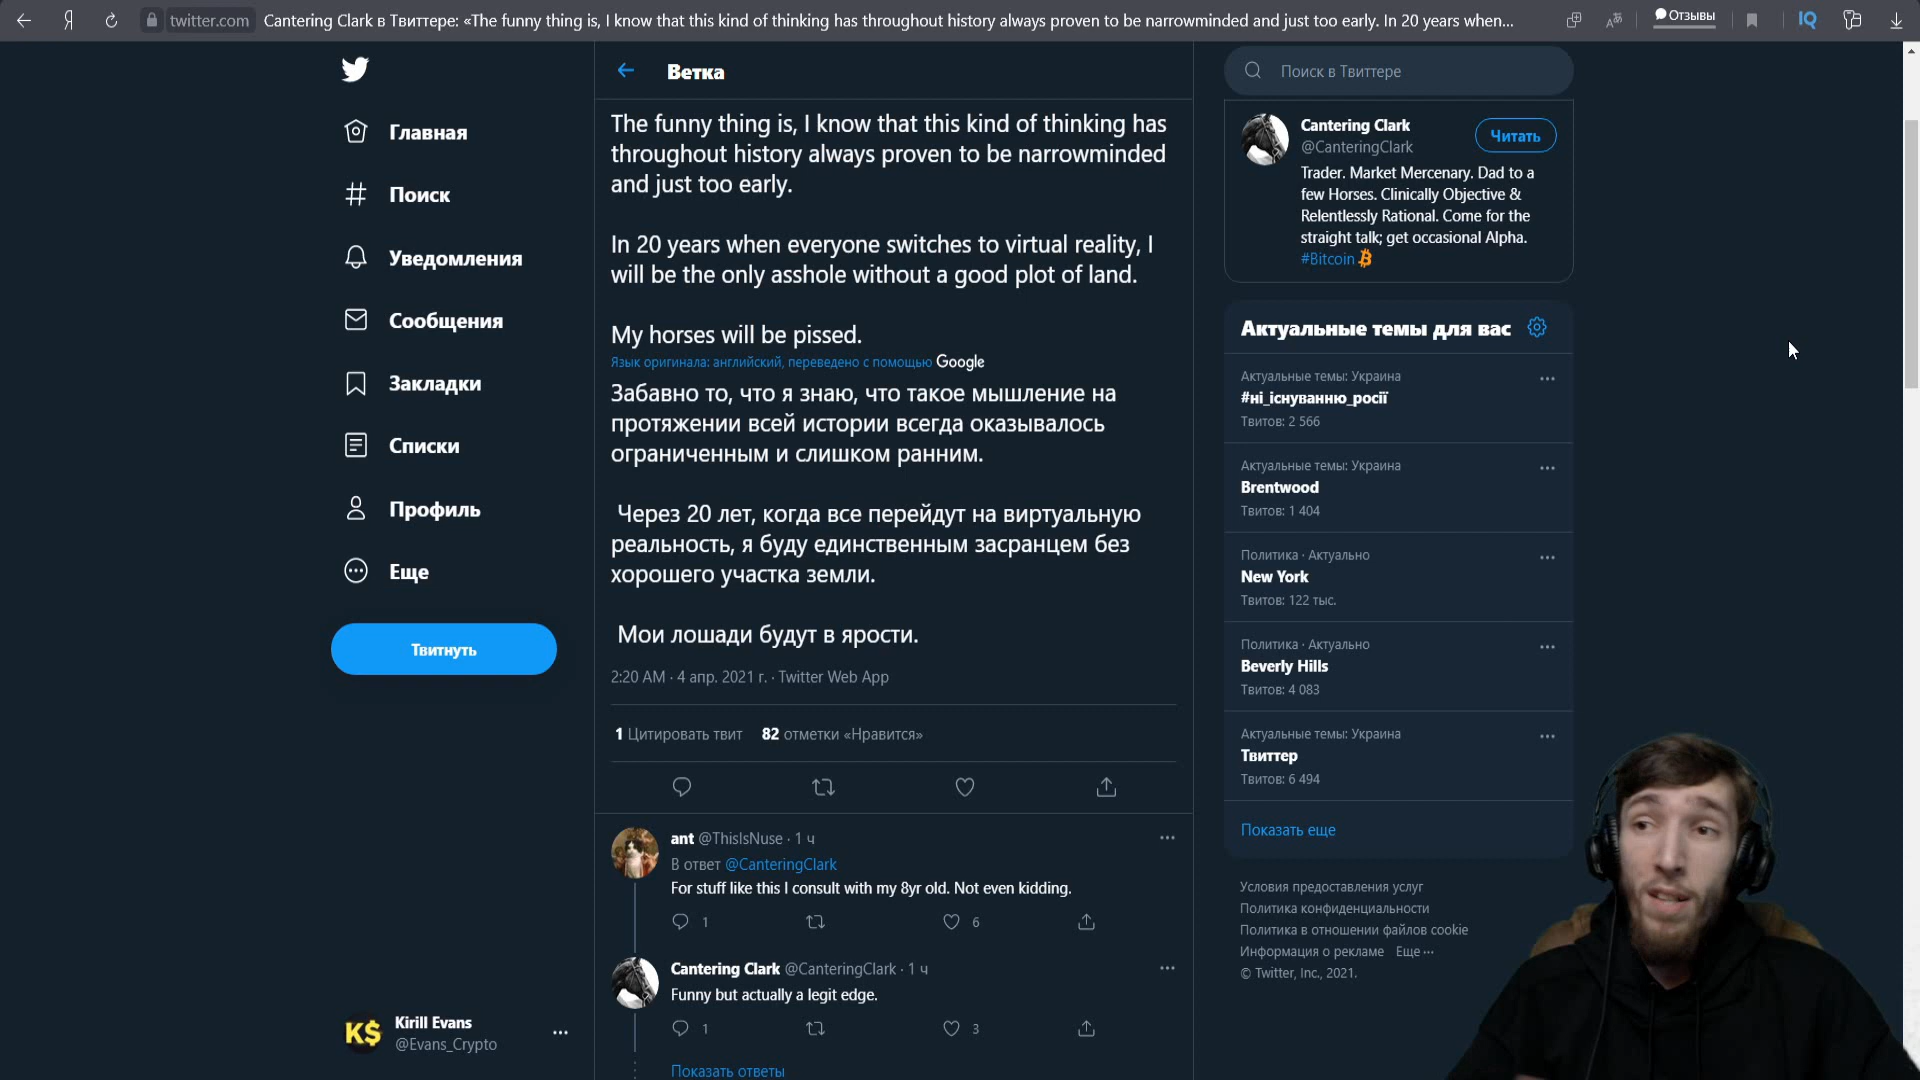 twitter.com
Cantering Clark в Твиттере: «The funny thing is, I know that this kind of thinking has throughout history always proven to be narrowminded and just too early. In 20 years when...
Отзывы
IQ
Главная
Поиск
Уведомления
Сообщения
Закладки
Списки
Профиль
Еще
Твитнуть
K$
Kirill Evans
@Evans_Crypto
Ветка
The funny thing is, I know that this kind of thinking has
throughout history always proven to be narrowminded
and just too early.
In 20 years when everyone switches to virtual reality, I
will be the only asshole without a good plot of land.
My horses will be pissed.
Язык оригинала: английский, переведено с помощью Google
Забавно то, что я знаю, что такое мышление на
протяжении всей истории всегда оказывалось
ограниченным и слишком ранним.
Через 20 лет, когда все перейдут на виртуальную
реальность, я буду единственным засранцем без
хорошего участка земли.
Мои лошади будут в ярости.
2:20 AM · 4 апр. 2021 г. · Twitter Web App
1 Цитировать твит 82 отметки «Нравится»
ant @ThisIsNuse · 1 ч
В ответ @CanteringClark
For stuff like this I consult with my 8yr old. Not even kidding.
1 6
Cantering Clark @CanteringClark · 1 ч
Funny but actually a legit edge.
1 3
Показать ответы
Поиск в Твиттере
Cantering Clark
@CanteringClark
Читать
Trader. Market Mercenary. Dad to a
few Horses. Clinically Objective &
Relentlessly Rational. Come for the
straight talk; get occasional Alpha.
#Bitcoin
Актуальные темы для вас
Актуальные темы: Украина
#ні_існуванню_росії
Твитов: 2 566
Актуальные темы: Украина
Brentwood
Твитов: 1 404
Политика · Актуально
New York
Твитов: 122 тыс.
Политика · Актуально
Beverly Hills
Твитов: 4 083
Актуальные темы: Украина
Твиттер
Твитов: 6 494
Показать еще
Условия предоставления услуг
Политика конфиденциальности
Политика в отношении файлов cookie
Информация о рекламе Еще ···
© Twitter, Inc., 2021.